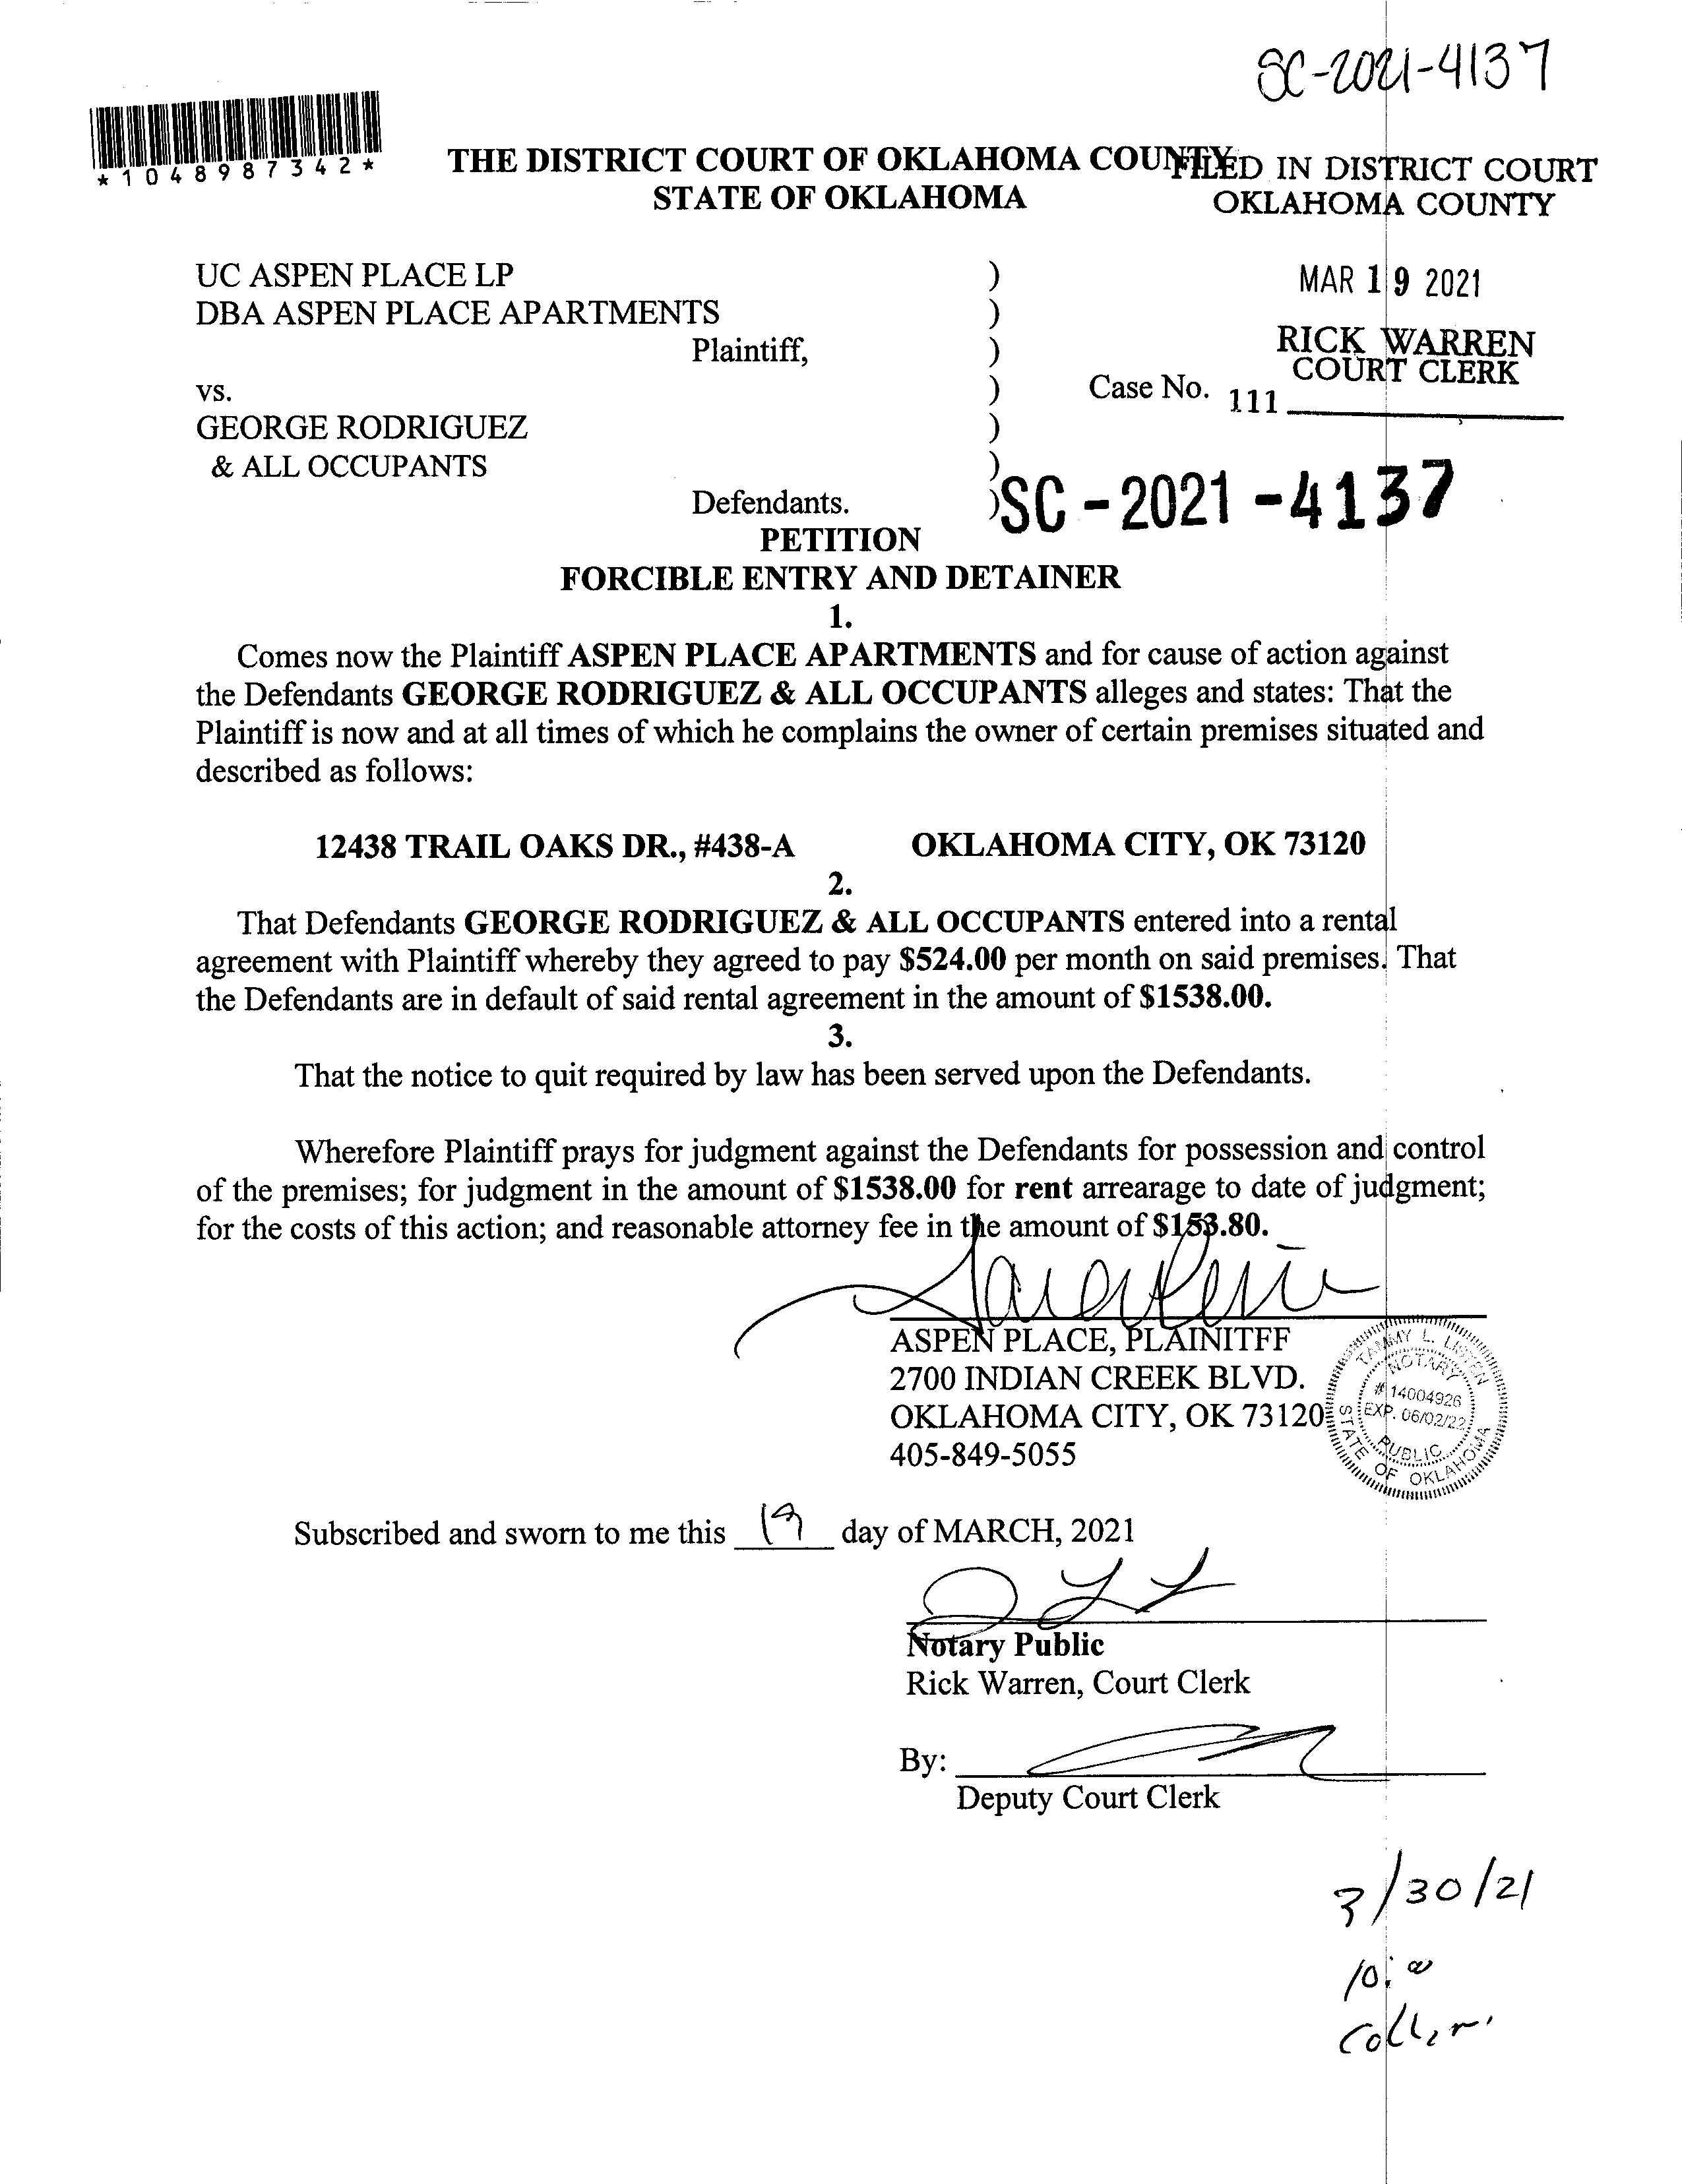 SC-2021-4137
*1048987342*
THE DISTRICT COURT OF OKLAHOMA COUNTY
STATE OF OKLAHOMA
FILED IN DISTRICT COURT
OKLAHOMA COUNTY
MAR 19 2021
RICK WARREN
COURT CLERK
UC ASPEN PLACE LP )
DBA ASPEN PLACE APARTMENTS )
Plaintiff, )
vs. ) Case No. 111
GEORGE RODRIGUEZ )
& ALL OCCUPANTS )
Defendants. ) SC-2021-4137
PETITION
FORCIBLE ENTRY AND DETAINER
1.
Comes now the Plaintiff ASPEN PLACE APARTMENTS and for cause of action against
the Defendants GEORGE RODRIGUEZ & ALL OCCUPANTS alleges and states: That the
Plaintiff is now and at all times of which he complains the owner of certain premises situated and
described as follows:
12438 TRAIL OAKS DR., #438-A OKLAHOMA CITY, OK 73120
2.
That Defendants GEORGE RODRIGUEZ & ALL OCCUPANTS entered into a rental
agreement with Plaintiff whereby they agreed to pay $524.00 per month on said premises. That
the Defendants are in default of said rental agreement in the amount of $1538.00.
3.
That the notice to quit required by law has been served upon the Defendants.
Wherefore Plaintiff prays for judgment against the Defendants for possession and control
of the premises; for judgment in the amount of $1538.00 for rent arrearage to date of judgment;
for the costs of this action; and reasonable attorney fee in the amount of $153.80.
ASPEN PLACE, PLAINITFF
2700 INDIAN CREEK BLVD.
OKLAHOMA CITY, OK 73120
405-849-5055
TAMMY L.
NOTARY
# 14004926
EXP. 06/02/22
PUBLIC
STATE OF OKLAHOMA
Subscribed and sworn to me this 19 day of MARCH, 2021
Notary Public
Rick Warren, Court Clerk
By:
Deputy Court Clerk
3/30/21